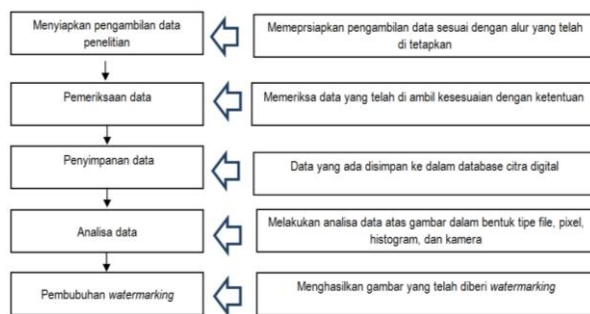 Menyiapkan pengambilan data
penelitian
Memeprsiapkan pengambilan data sesuai dengan alur yang telah
di tetapkan
Pemeriksaan data
Memeriksa data yang telah di ambil kesesuaian dengan ketentuan
Penyimpanan data
Data yang ada disimpan ke dalam database citra digital
Analisa data
Melakukan analisa data atas gambar dalam bentuk tipe file, pixel,
histogram, dan kamera
Pembubuhan watermarking
Menghasilkan gambar yang telah diberi watermarking